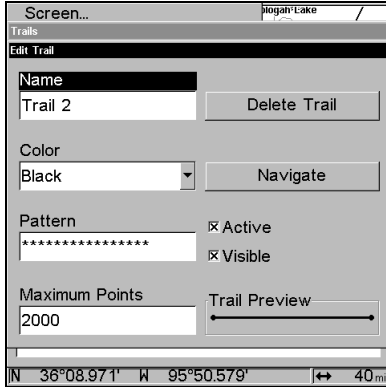 Screen...
Trails
Edit Trail
Name
Trail 2
Delete Trail
Color
Black
Navigate
Pattern
****************
Active
Visible
Maximum Points
2000
Trail Preview
N 36°08.971' W 95°50.579' ↔ 40 mi